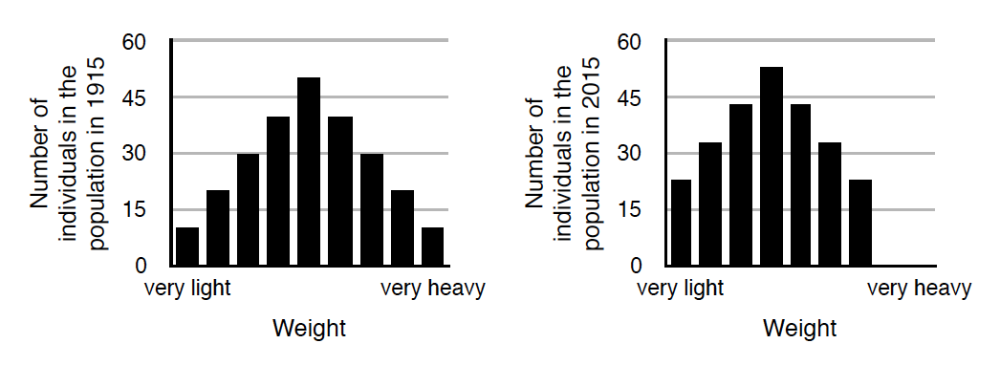 Number of
individuals in the
population in 1915
60
45
30
15
0
very light
very heavy
Weight
Number of
individuals in the
population in 2015
60
45
30
15
0
very light
very heavy
Weight